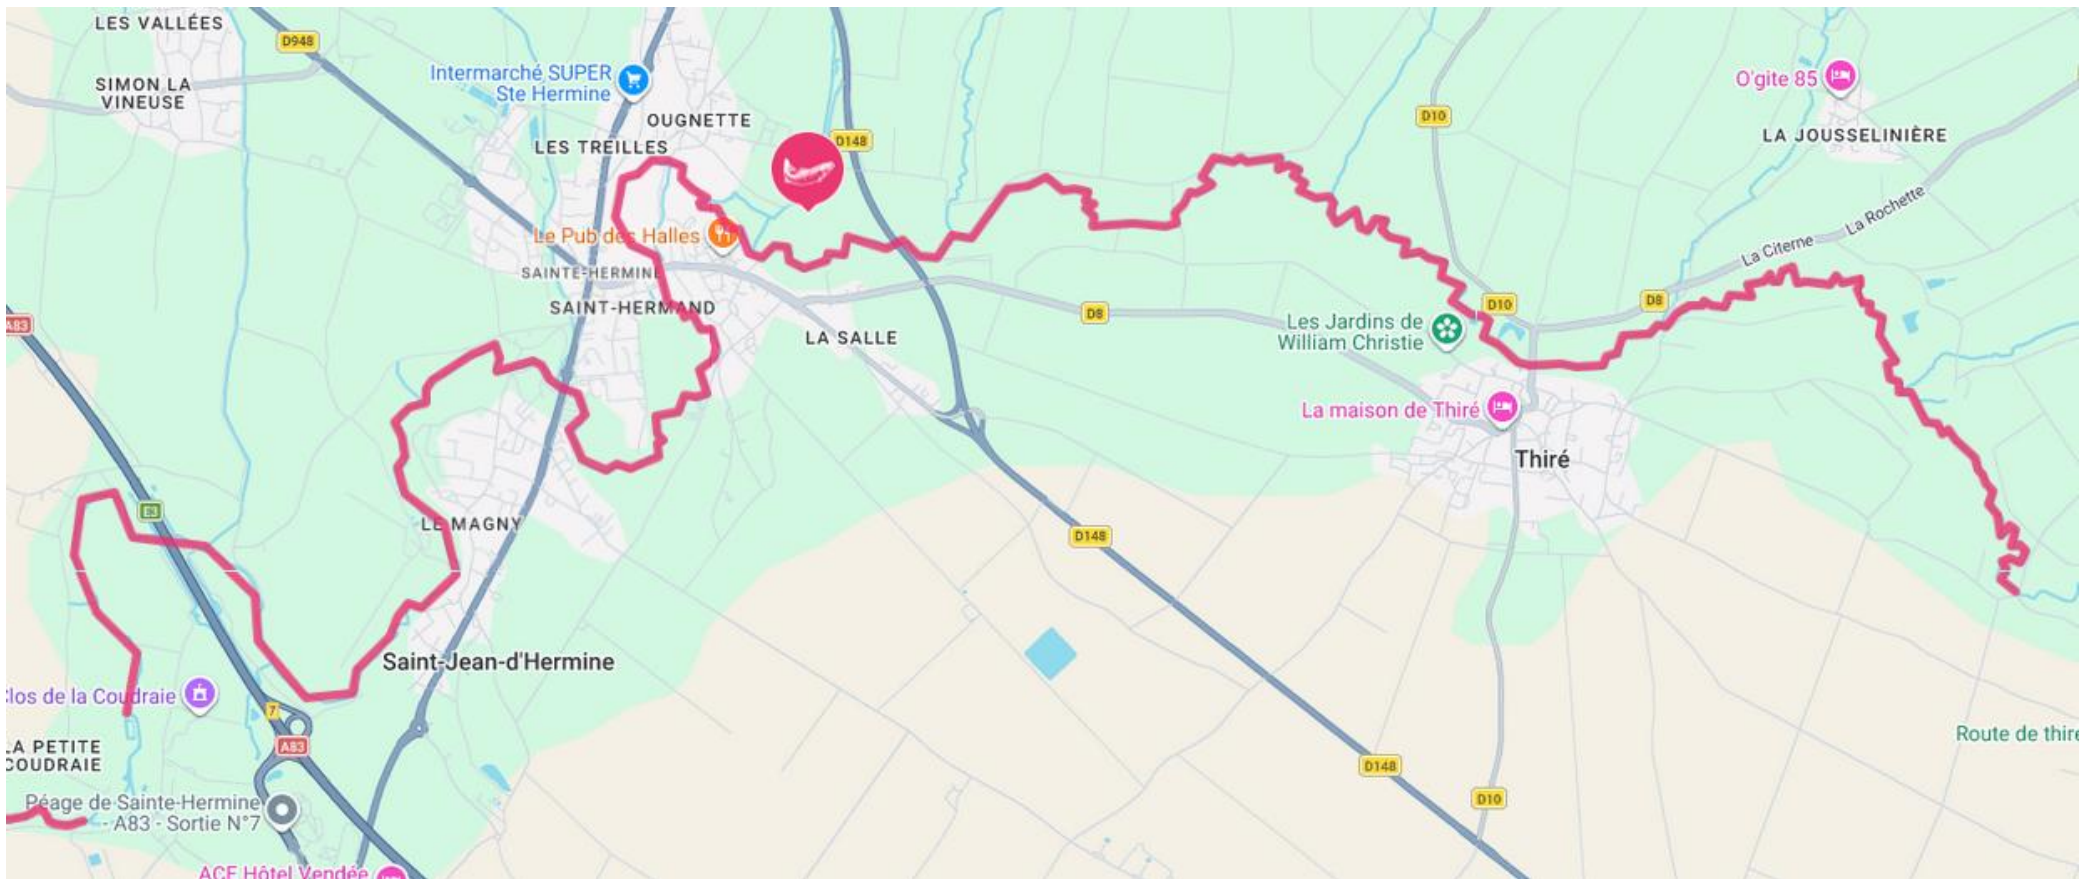 LES VALLÉES
D948
SIMON LA
VINEUSE
Intermarché SUPER
Ste Hermine
OUGNETTE
LES TREILLES
D148
D10
O'gite 85
LA JOUSSELINIÈRE
La Rochette
La Citerne
Le Pub des Halles
SAINTE-HERMINE
SAINT-HERMAND
A83
D8
D10
D8
LA SALLE
Les Jardins de
William Christie
La maison de Thiré
Thiré
E3
LE MAGNY
D148
Saint-Jean-d'Hermine
Clos de la Coudraie
7
A83
LA PETITE
COUDRAIE
Route de thiré
D148
D10
Péage de Sainte-Hermine
- A83 - Sortie N°7
ACE Hôtel Vendée